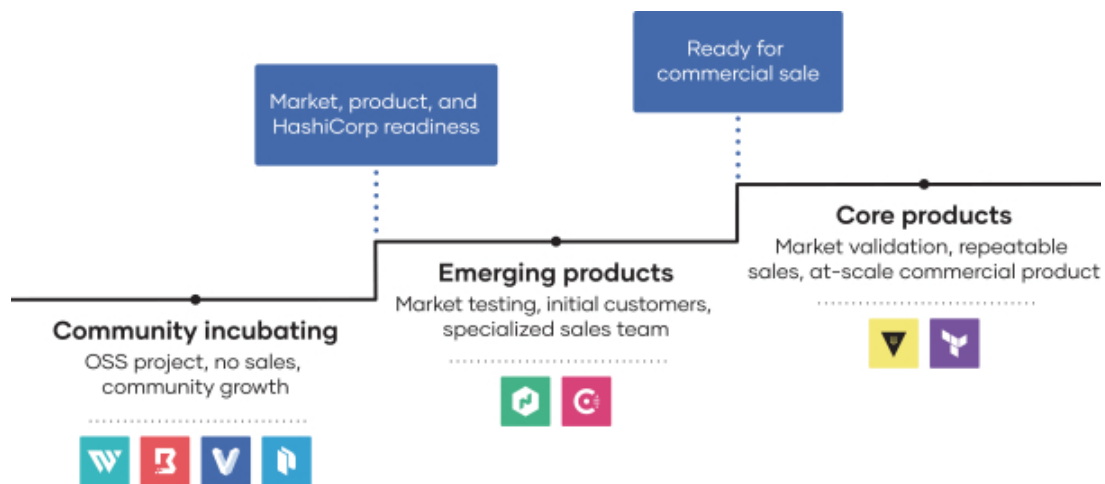 Ready for
commercial sale
Market, product, and
HashiCorp readiness
Core products
Market validation, repeatable
sales, at-scale commercial product
Emerging products
Market testing, initial customers,
specialized sales team
Community incubating
OSS project, no sales,
community growth